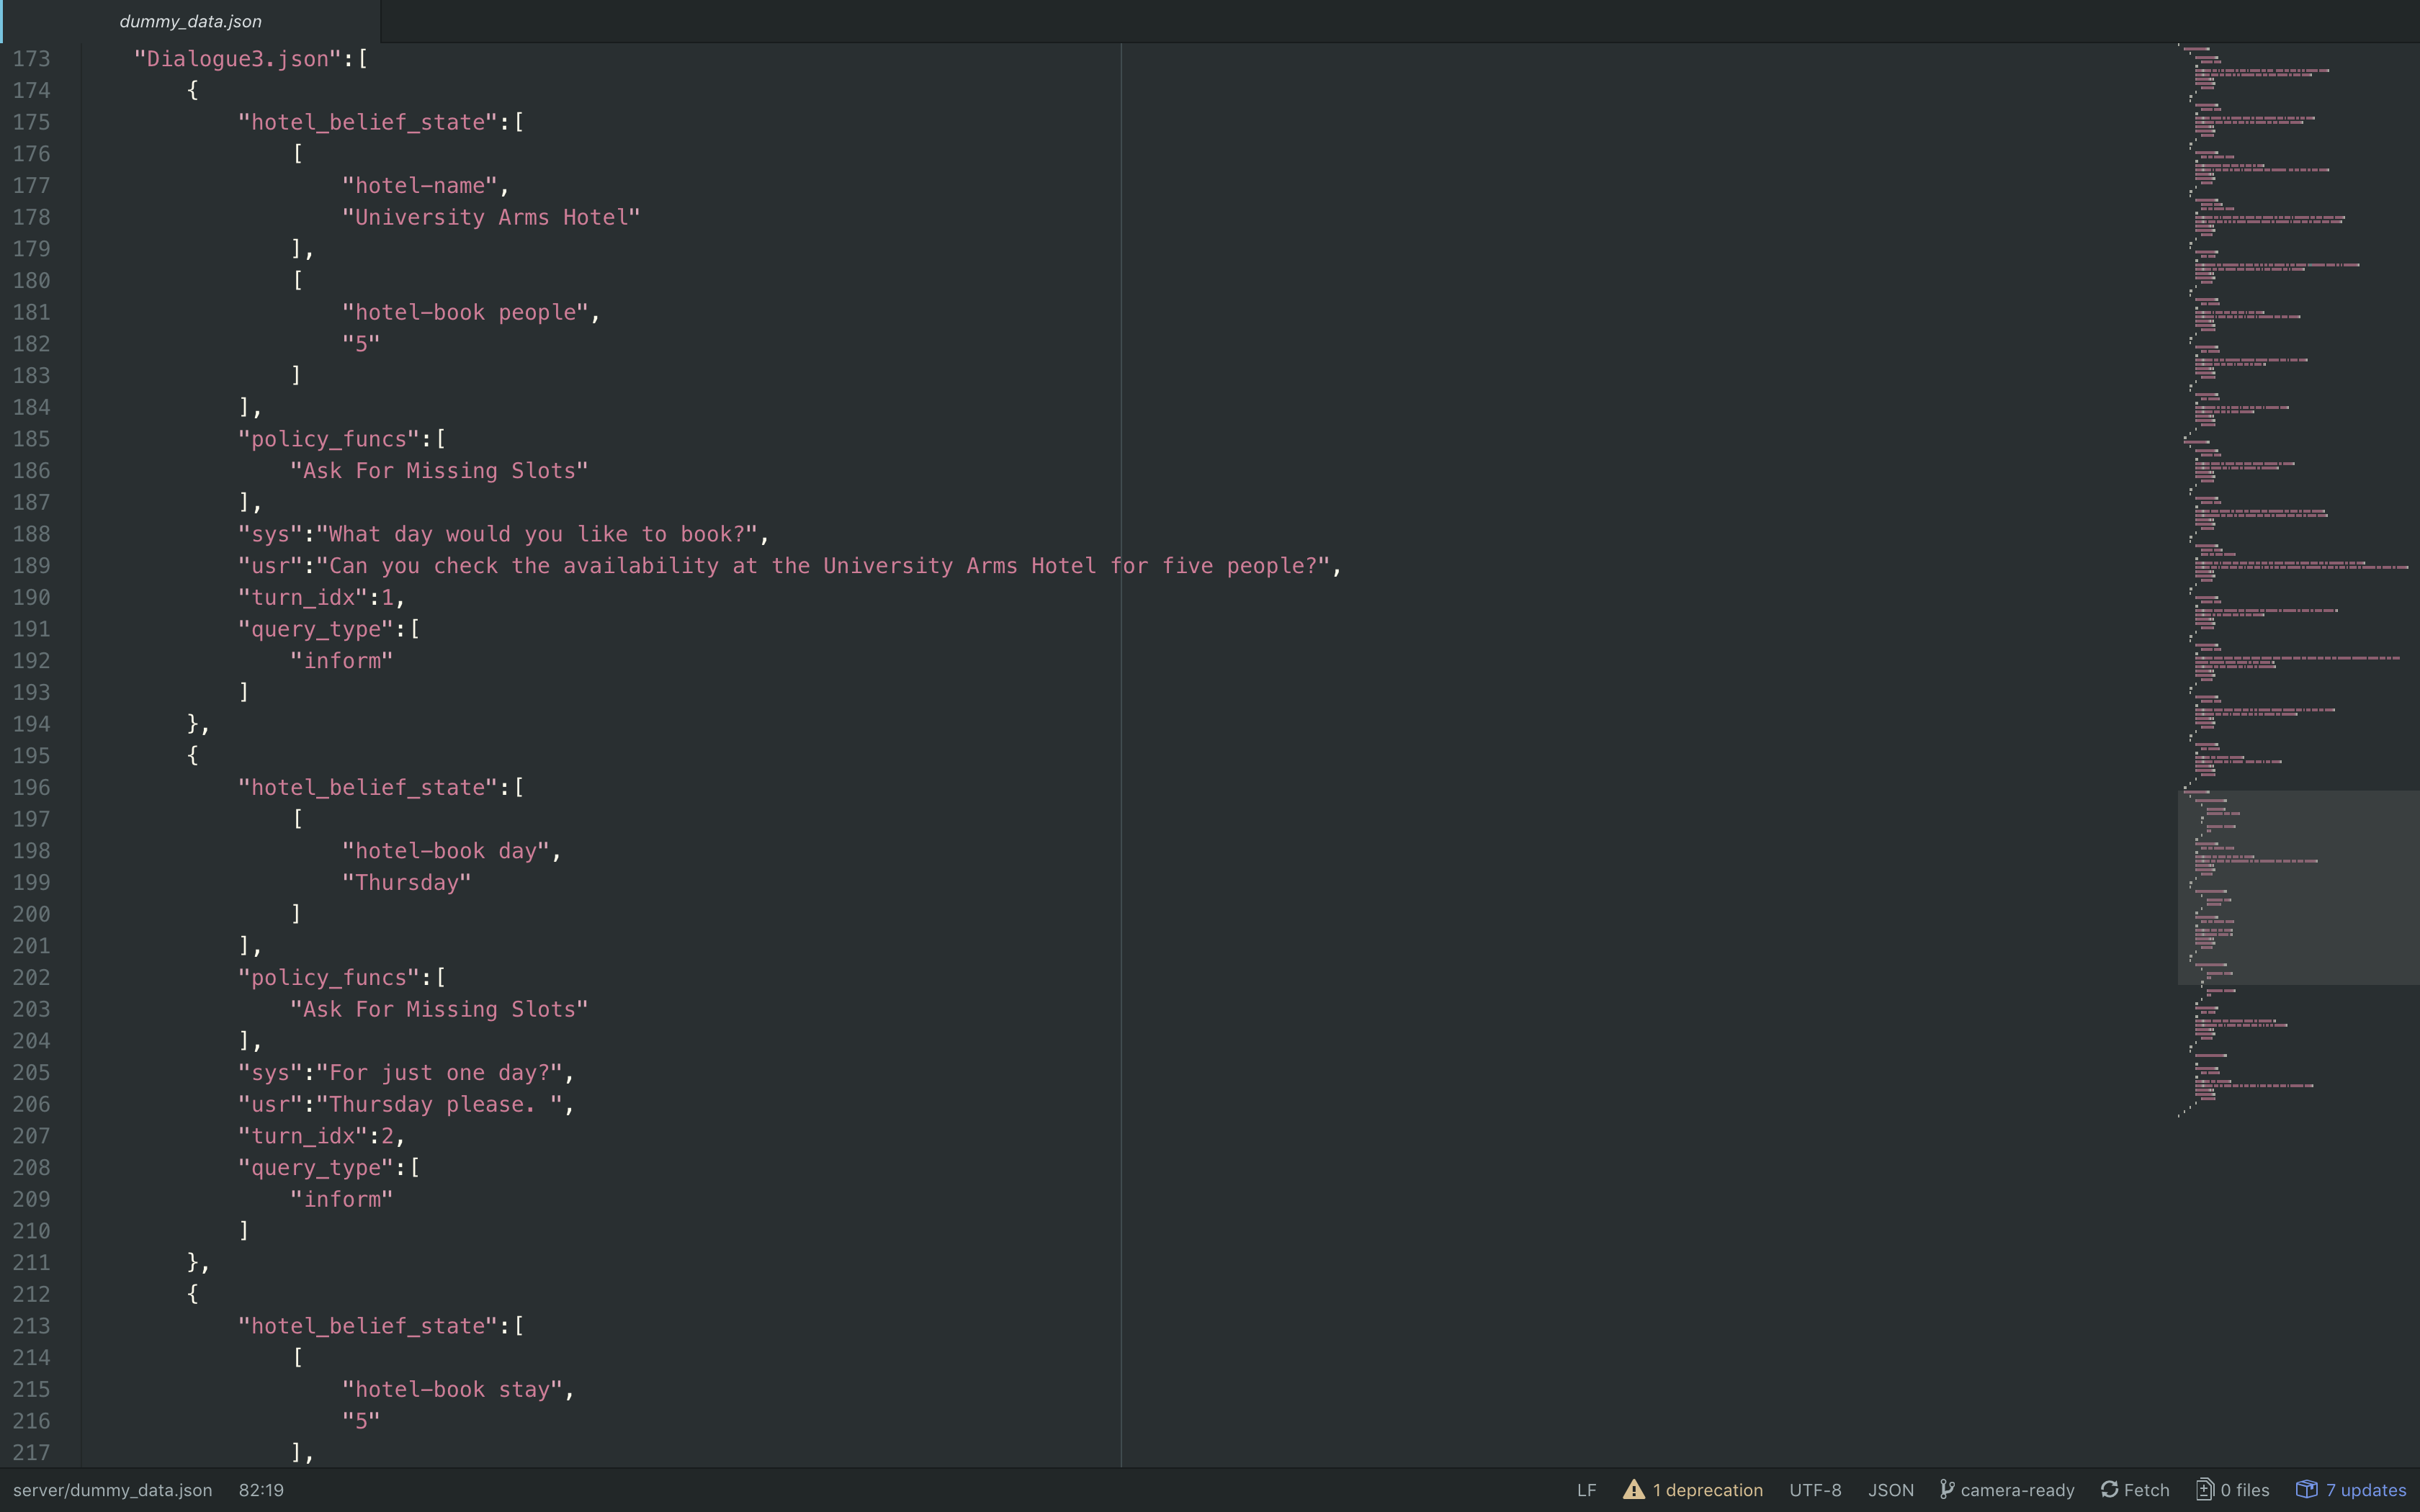 dummy_data.json
173 "Dialogue3.json":[
174 {
175 "hotel_belief_state":[
176 [
177 "hotel-name",
178 "University Arms Hotel"
179 ],
180 [
181 "hotel-book people",
182 "5"
183 ]
184 ],
185 "policy_funcs":[
186 "Ask For Missing Slots"
187 ],
188 "sys":"What day would you like to book?",
189 "usr":"Can you check the availability at the University Arms Hotel for five people?",
190 "turn_idx":1,
191 "query_type":[
192 "inform"
193 ]
194 },
195 {
196 "hotel_belief_state":[
197 [
198 "hotel-book day",
199 "Thursday"
200 ]
201 ],
202 "policy_funcs":[
203 "Ask For Missing Slots"
204 ],
205 "sys":"For just one day?",
206 "usr":"Thursday please. ",
207 "turn_idx":2,
208 "query_type":[
209 "inform"
210 ]
211 },
212 {
213 "hotel_belief_state":[
214 [
215 "hotel-book stay",
216 "5"
217 ],
server/dummy_data.json 82:19 LF 1 deprecation UTF-8 JSON camera-ready Fetch 0 files 7 updates